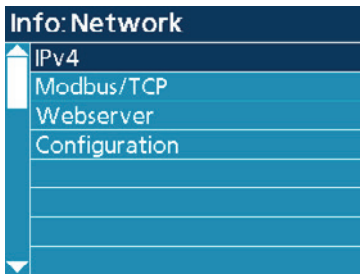 Info: Network
IPv4
Modbus/TCP
Webserver
Configuration